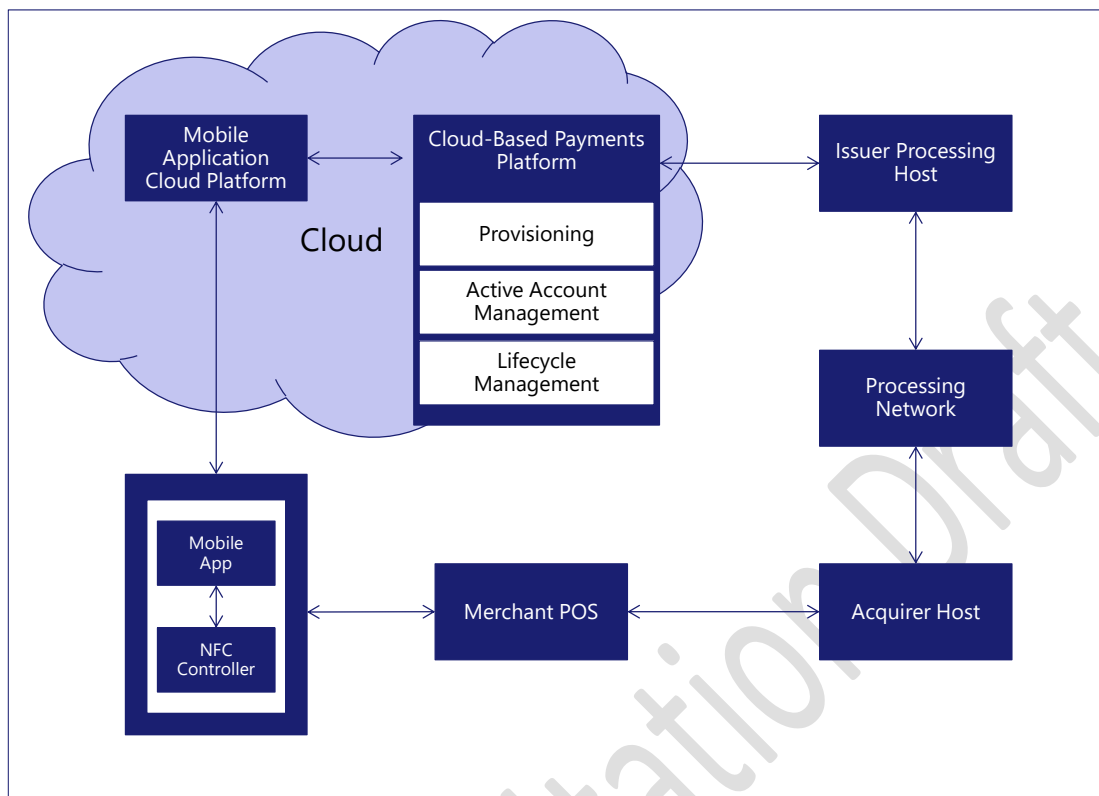 Mobile
Application
Cloud Platform
Cloud-Based Payments
Platform
Issuer Processing
Host
Cloud
Provisioning
Active Account
Management
Lifecycle
Management
Processing
Network
Mobile
App
NFC
Controller
Merchant POS
Acquirer Host
Draft